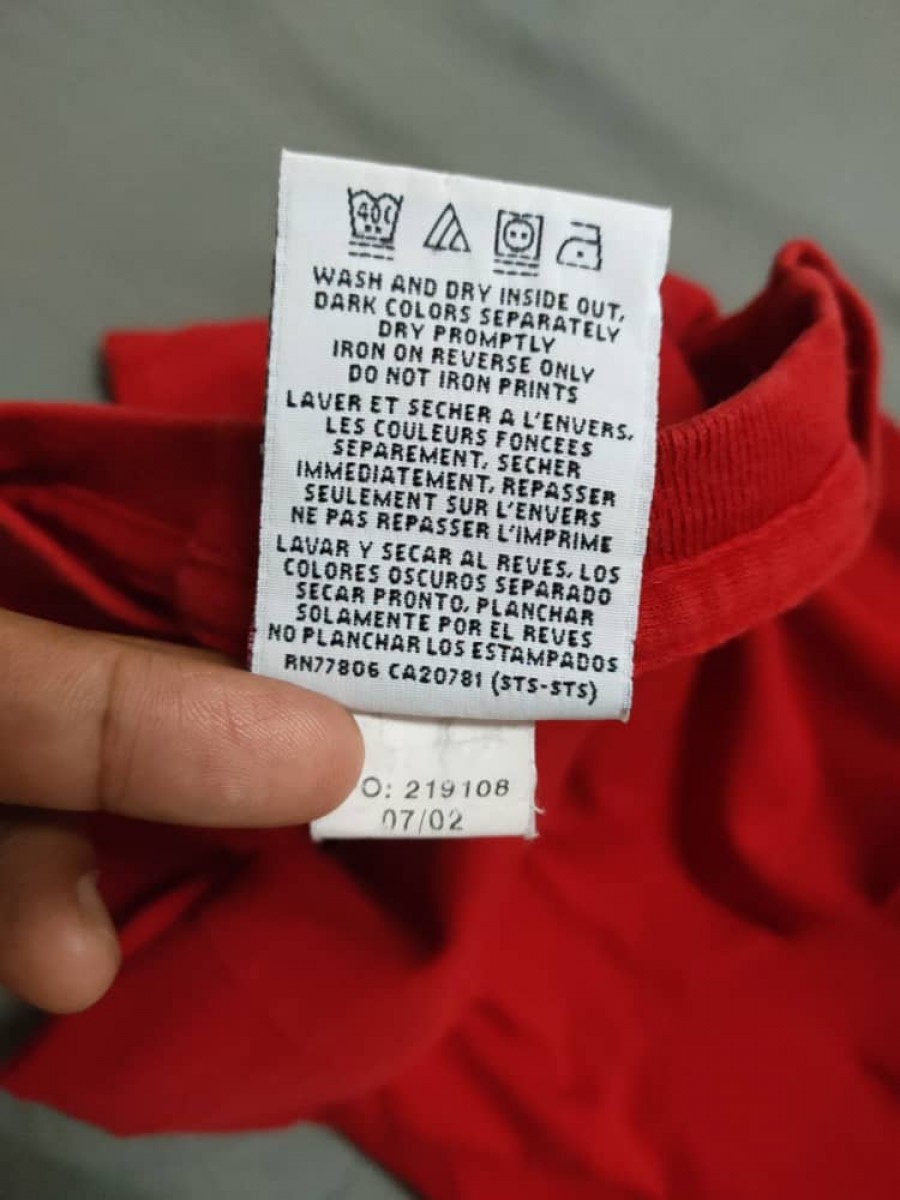 40C
WASH AND DRY INSIDE OUT,
DARK COLORS SEPARATELY
DRY PROMPTLY
IRON ON REVERSE ONLY
DO NOT IRON PRINTS
LAVER ET SECHER A L'ENVERS,
LES COULEURS FONCEES
SEPAREMENT, SECHER
IMMEDIATEMENT, REPASSER
SEULEMENT SUR L'ENVERS
NE PAS REPASSER L'IMPRIME
LAVAR Y SECAR AL REVES, LOS
COLORES OSCUROS SEPARADO
SECAR PRONTO, PLANCHAR
SOLAMENTE POR EL REVES
NO PLANCHAR LOS ESTAMPADOS
RN77806 CA20781 (STS-STS)
O: 219108
07/02